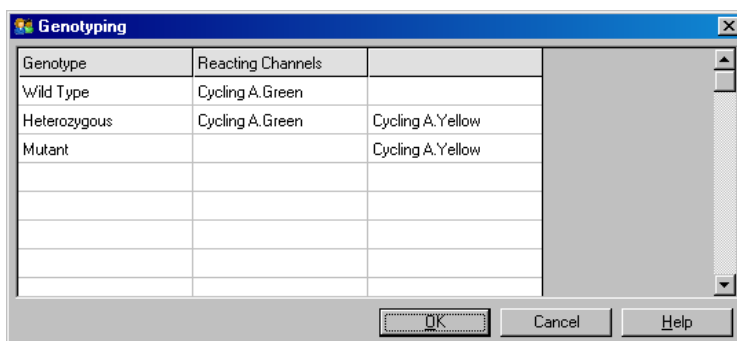 Genotyping
Genotype Reacting Channels
Wild Type Cycling A.Green
Heterozygous Cycling A.Green Cycling A.Yellow
Mutant Cycling A.Yellow
OK Cancel Help